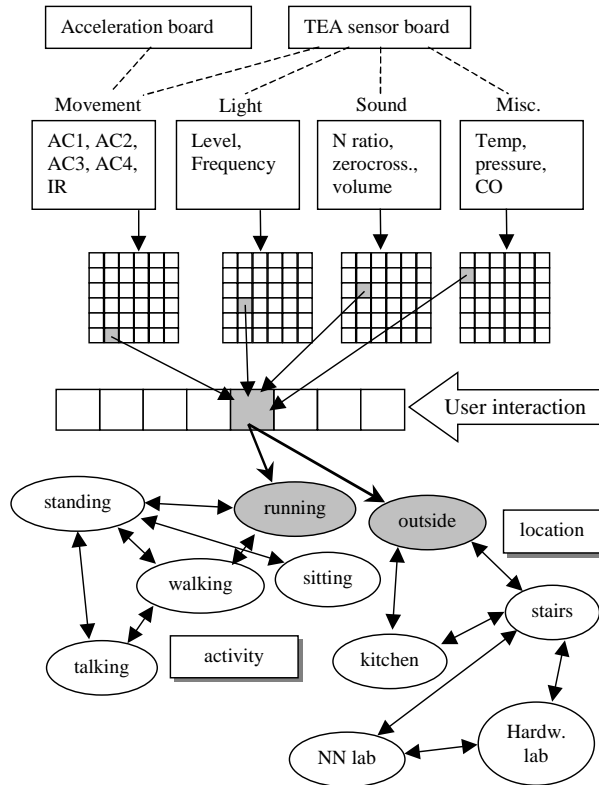 Acceleration board
TEA sensor board
Movement
Light
Sound
Misc.
AC1, AC2,
AC3, AC4,
IR
Level,
Frequency
N ratio,
zerocross.,
volume
Temp,
pressure,
CO
User interaction
standing
running
outside
location
walking
sitting
stairs
talking
activity
kitchen
NN lab
Hardw.
lab